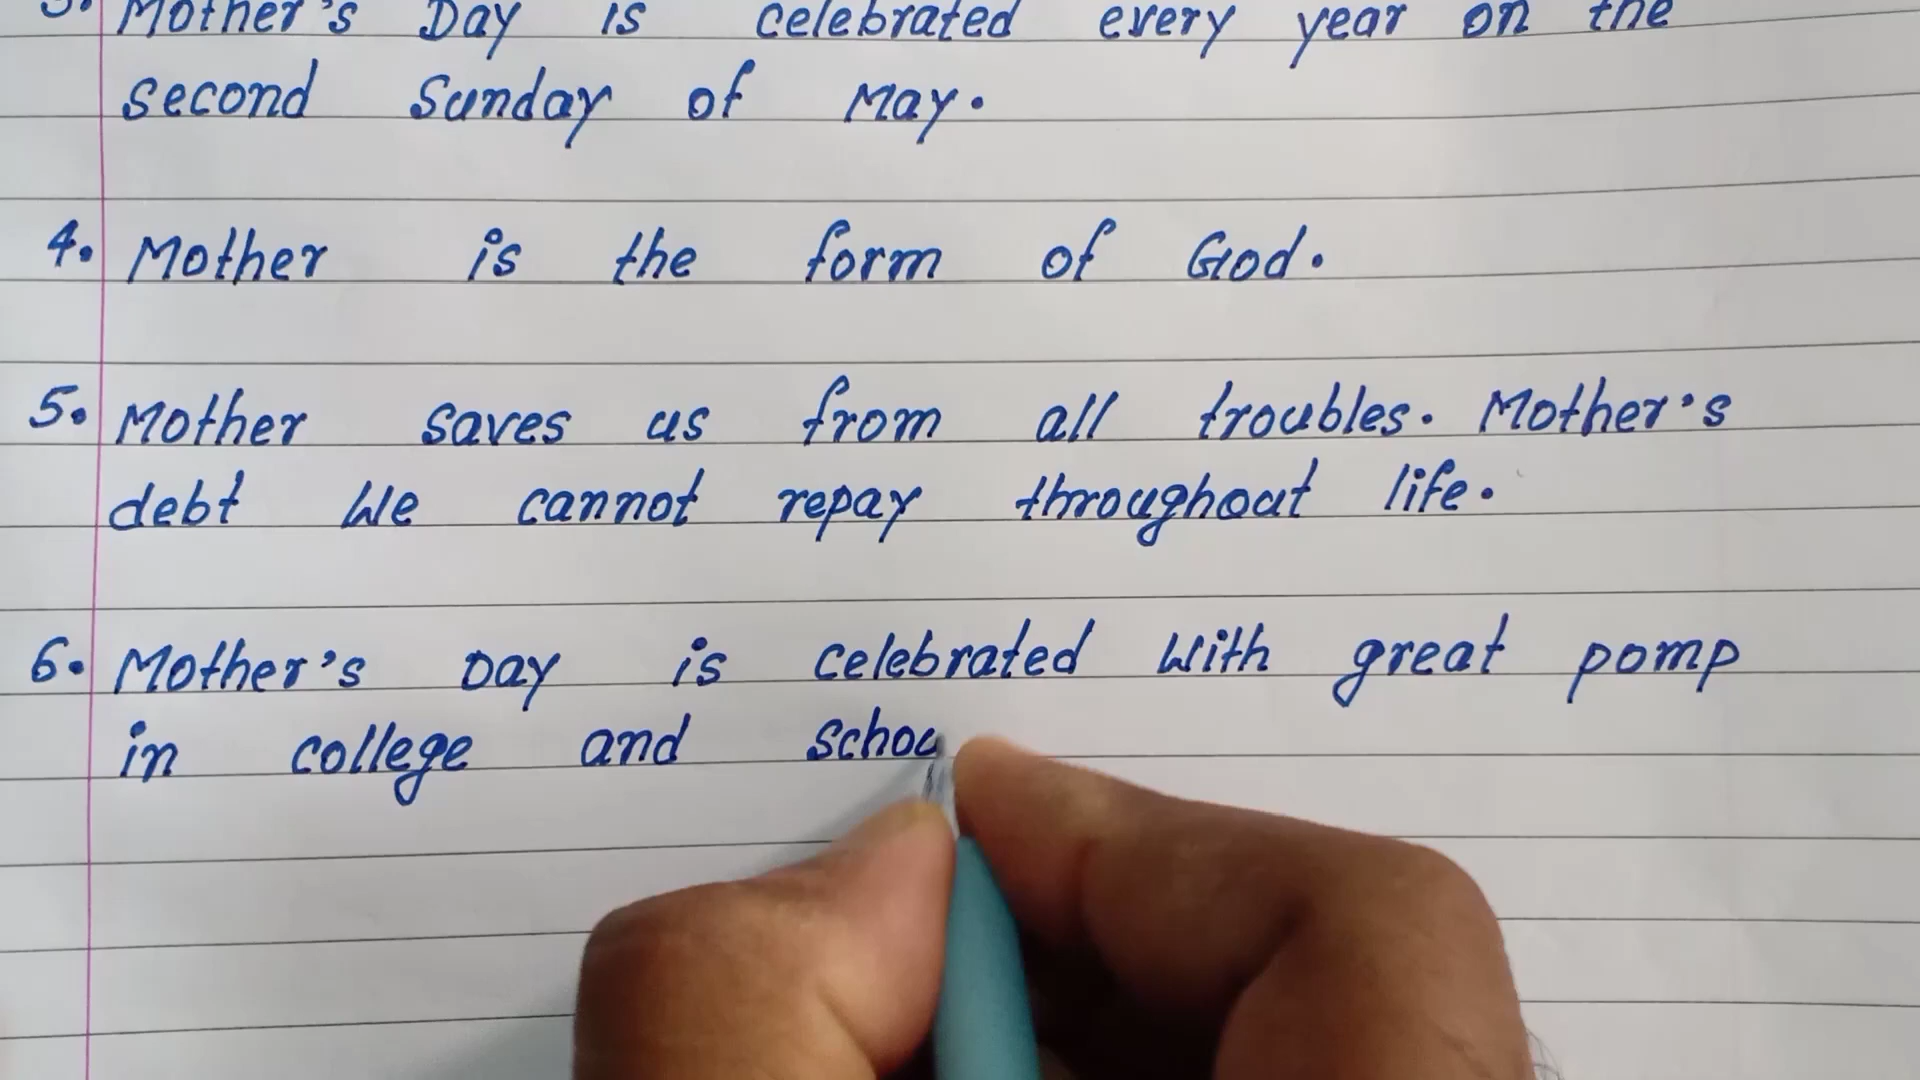 3. Mother's Day is celebrated every year on the
second Sunday of May.
4. Mother is the form of God.
5. Mother saves us from all troubles. Mother's
debt We cannot repay throughout life.
6. Mother's Day is celebrated with great pomp
in college and schoo